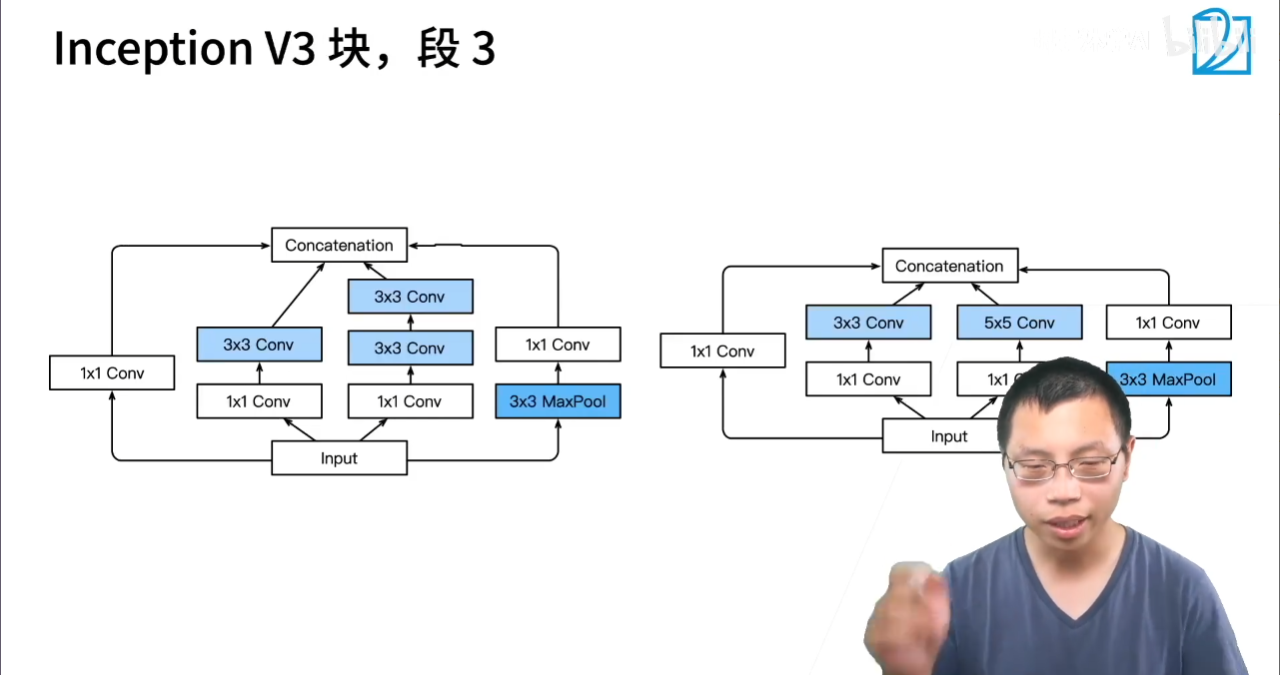 Inception V3 块，段 3
bilibili
Concatenation
3x3 Conv
3x3 Conv
3x3 Conv
1x1 Conv
1x1 Conv
1x1 Conv
1x1 Conv
3x3 MaxPool
Input
Concatenation
3x3 Conv
5x5 Conv
1x1 Conv
1x1 Conv
1x1 Conv
3x3 MaxPool
Input